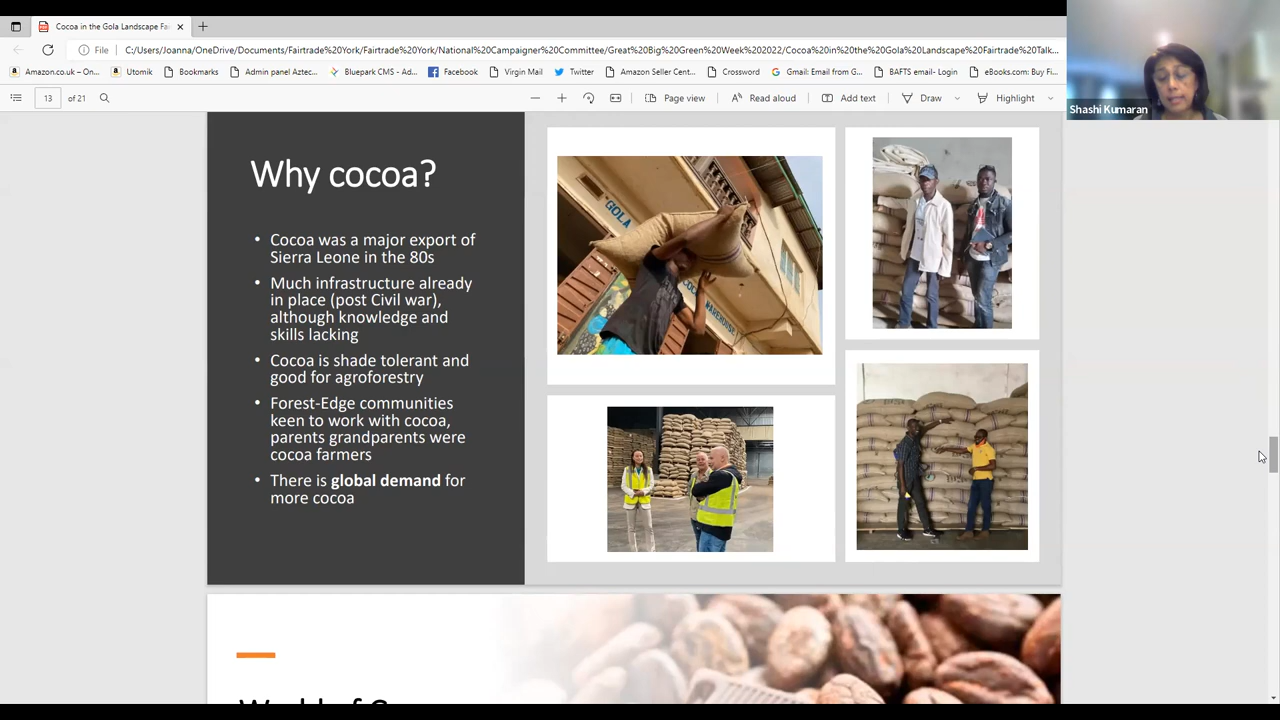 Cocoa in the Gola Landscape Fa
File
C:/Users/Joanna/OneDrive/Documents/Fairtrade%20York/Fairtrade%20York/National%20Campaigner%20Committee/Great%20Big%20Green%20Week%202022/Cocoa%20in%20the%20Gola%20Landscape%20Fairtrade%20Talk...
Amazon.co.uk – On...
Utomik
Bookmarks
Admin panel Aztec...
Bluepark CMS - Ad...
Facebook
Virgin Mail
Twitter
Amazon Seller Cent...
Crossword
Gmail: Email from G...
BAFTS email- Login
eBooks.com: Buy Fi...
13 of 21
Page view
Read aloud
Add text
Draw
Highlight
Shashi Kumaran
Why cocoa?
• Cocoa was a major export of
Sierra Leone in the 80s
• Much infrastructure already
in place (post Civil war),
although knowledge and
skills lacking
• Cocoa is shade tolerant and
good for agroforestry
• Forest-Edge communities
keen to work with cocoa,
parents grandparents were
cocoa farmers
• There is global demand for
more cocoa
GOLA
WAREHOUSE